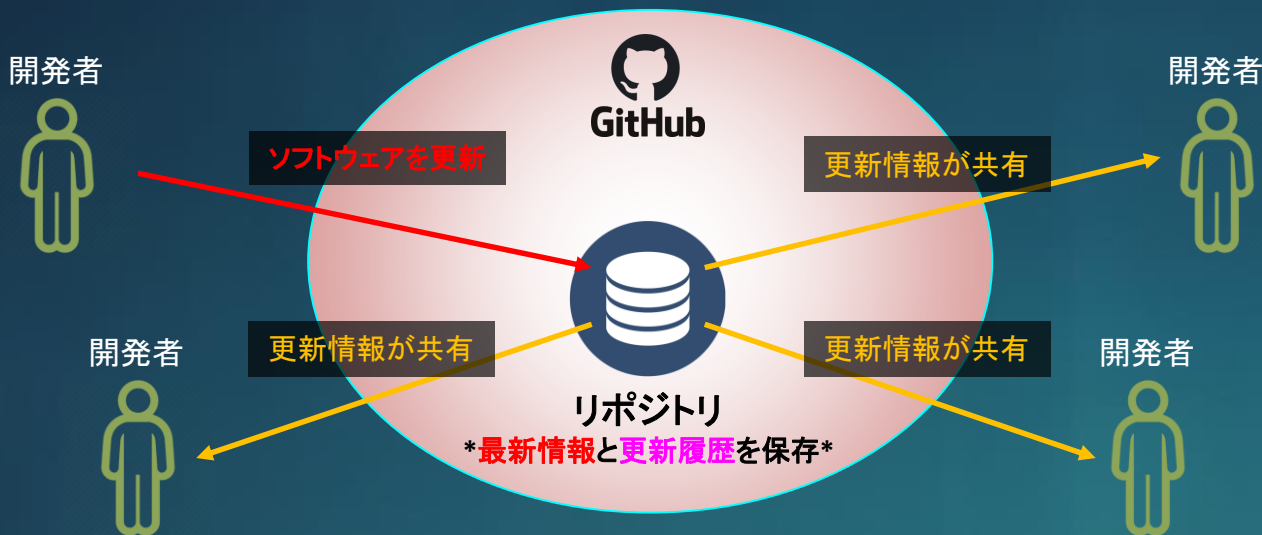 開発者
GitHub
開発者
ソフトウェアを更新
更新情報が共有
開発者
更新情報が共有
更新情報が共有
開発者
リポジトリ
*最新情報と更新履歴を保存*